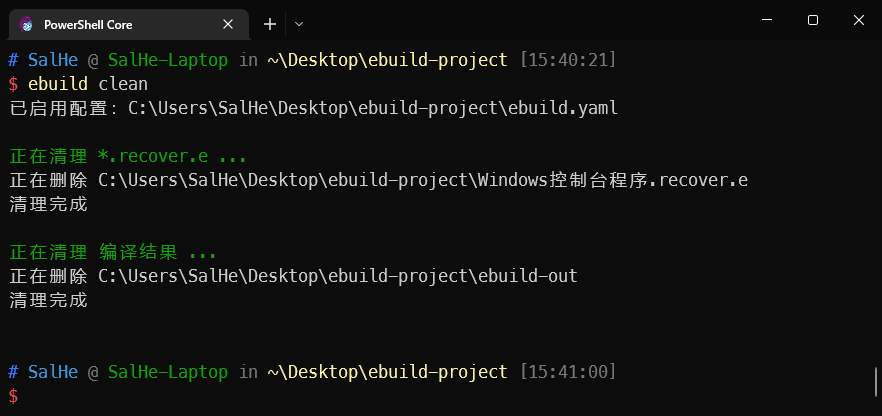 PowerShell Core
# SalHe @ SalHe-Laptop in ~\Desktop\ebuild-project [15:40:21]
$ ebuild clean
已启用配置：C:\Users\SalHe\Desktop\ebuild-project\ebuild.yaml
正在清理 *.recover.e ...
正在删除 C:\Users\SalHe\Desktop\ebuild-project\Windows控制台程序.recover.e
清理完成
正在清理 编译结果 ...
正在删除 C:\Users\SalHe\Desktop\ebuild-project\ebuild-out
清理完成
# SalHe @ SalHe-Laptop in ~\Desktop\ebuild-project [15:41:00]
$